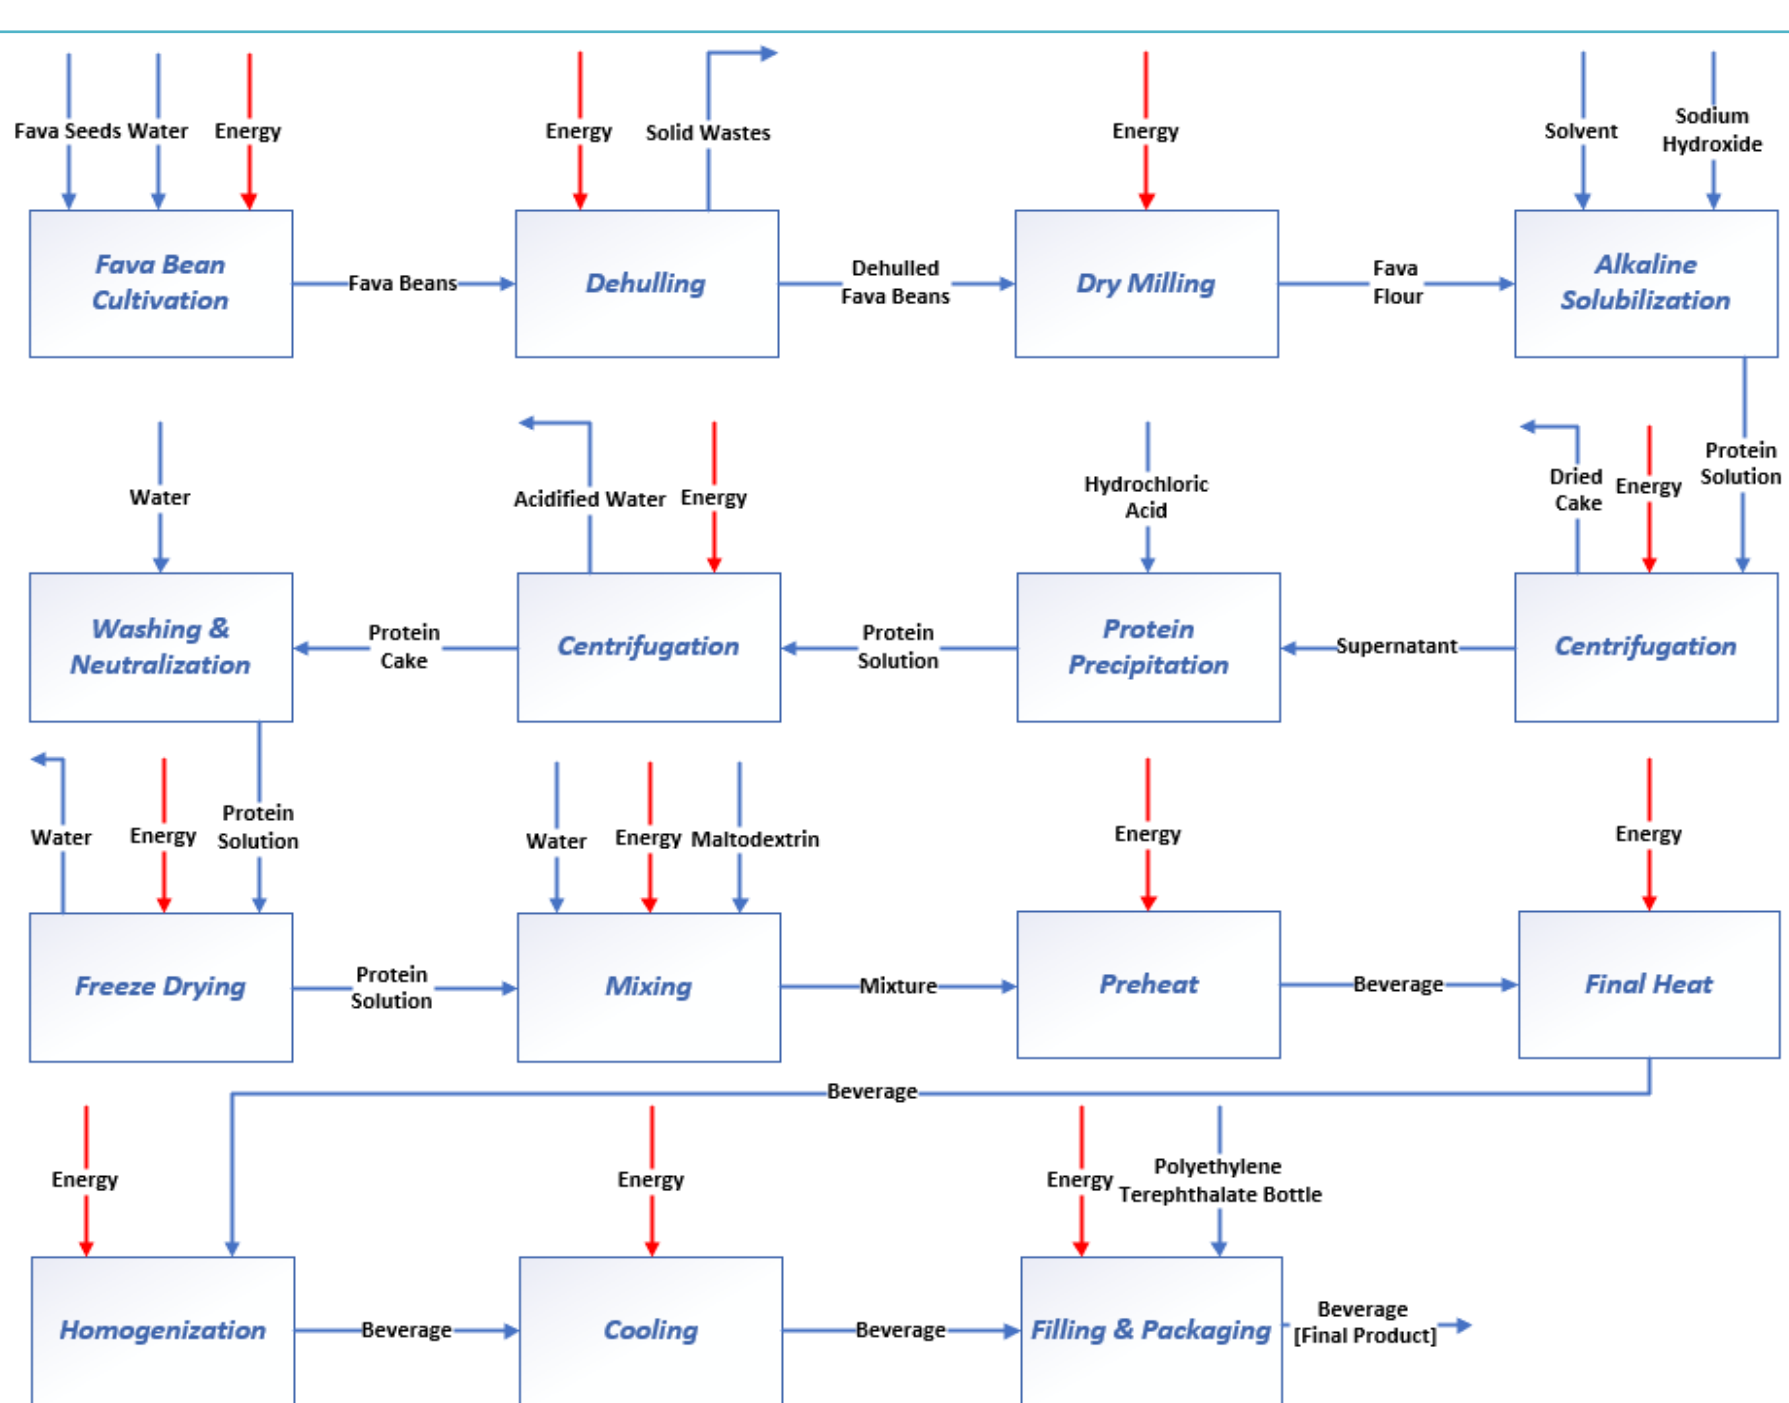 Fava Seeds Water Energy Energy Solid Wastes Energy Solvent Sodium
Hydroxide
Fava Bean
Cultivation
Fava Beans
Dehulling
Dehulled
Fava Beans
Dry Milling
Fava
Flour
Alkaline
Solubilization
Water
Acidified Water
Energy
Hydrochloric
Acid
Dried
Cake
Energy
Protein
Solution
Washing &
Neutralization
Protein
Cake
Centrifugation
Protein
Solution
Protein
Precipitation
Supernatant
Centrifugation
Water
Energy
Protein
Solution
Water
Energy
Maltodextrin
Energy
Energy
Freeze Drying
Protein
Solution
Mixing
Mixture
Preheat
Beverage
Final Heat
Beverage
Energy
Energy
Energy
Polyethylene
Terephthalate Bottle
Homogenization
Beverage
Cooling
Beverage
Filling & Packaging
Beverage
[Final Product]